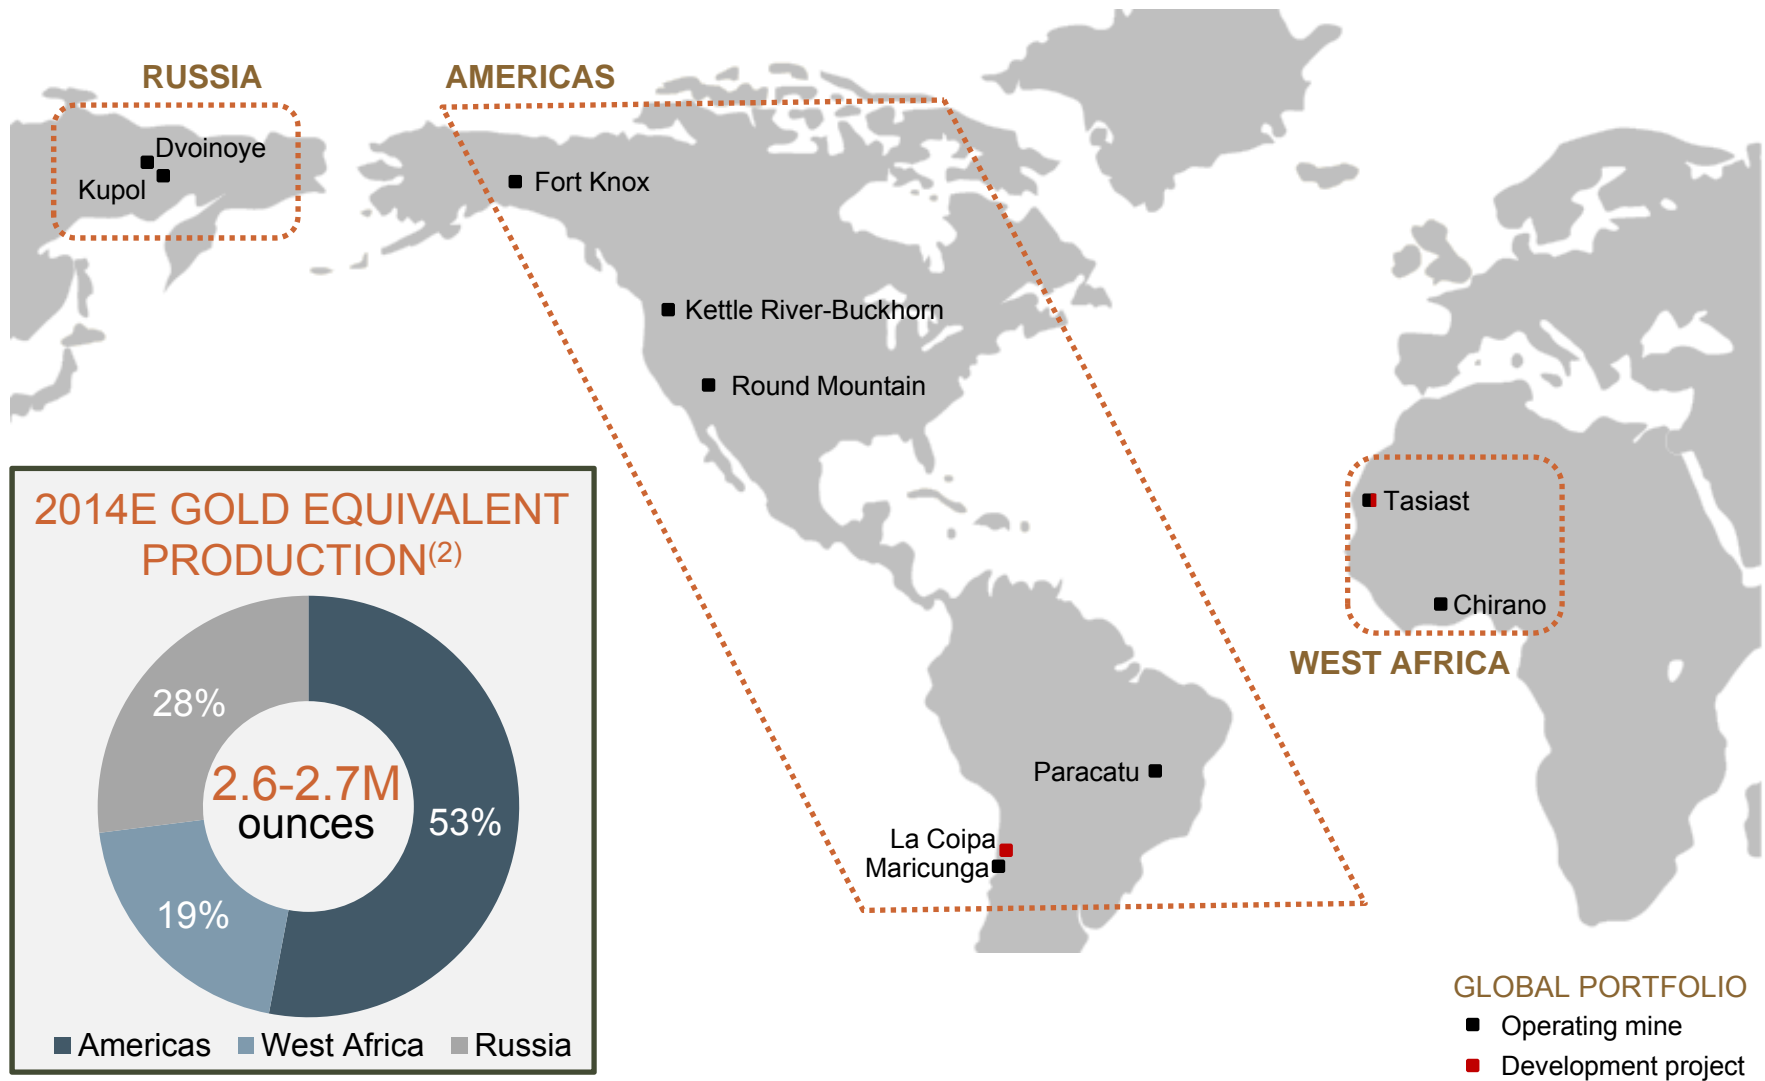 RUSSIA
AMERICAS
Dvoinoye
Kupol
Fort Knox
Kettle River-Buckhorn
Round Mountain
Tasiast
Chirano
WEST AFRICA
Paracatu
La Coipa
Maricunga
2014E GOLD EQUIVALENT
PRODUCTION(2)
28%
2.6-2.7M
ounces
53%
19%
Americas West Africa Russia
GLOBAL PORTFOLIO
Operating mine
Development project